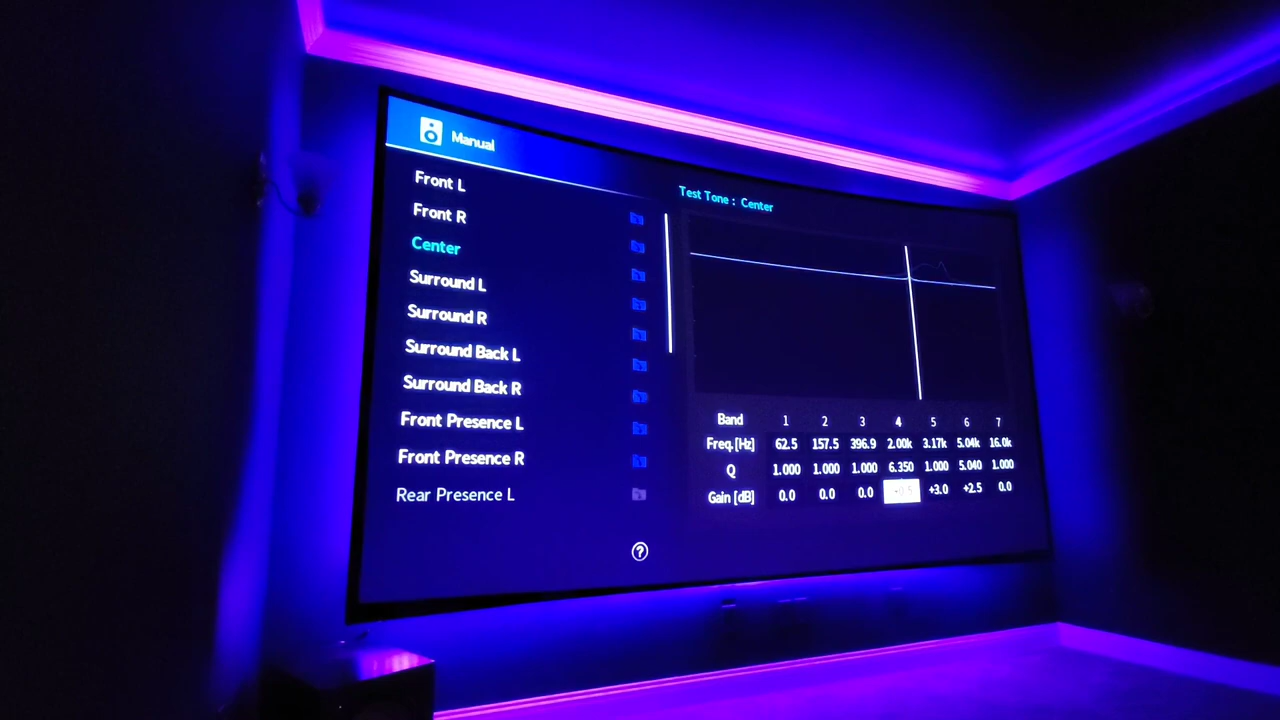 Manual
Front L
Front R
Center
Surround L
Surround R
Surround Back L
Surround Back R
Front Presence L
Front Presence R
Rear Presence L
?
Test Tone : Center
Band 1 2 3 4 5 6 7
Freq.[Hz] 62.5 157.5 396.9 2.00k 3.17k 5.04k 16.0k
Q 1.000 1.000 1.000 6.350 1.000 5.040 1.000
Gain [dB] 0.0 0.0 0.0 +3.0 +2.5 0.0